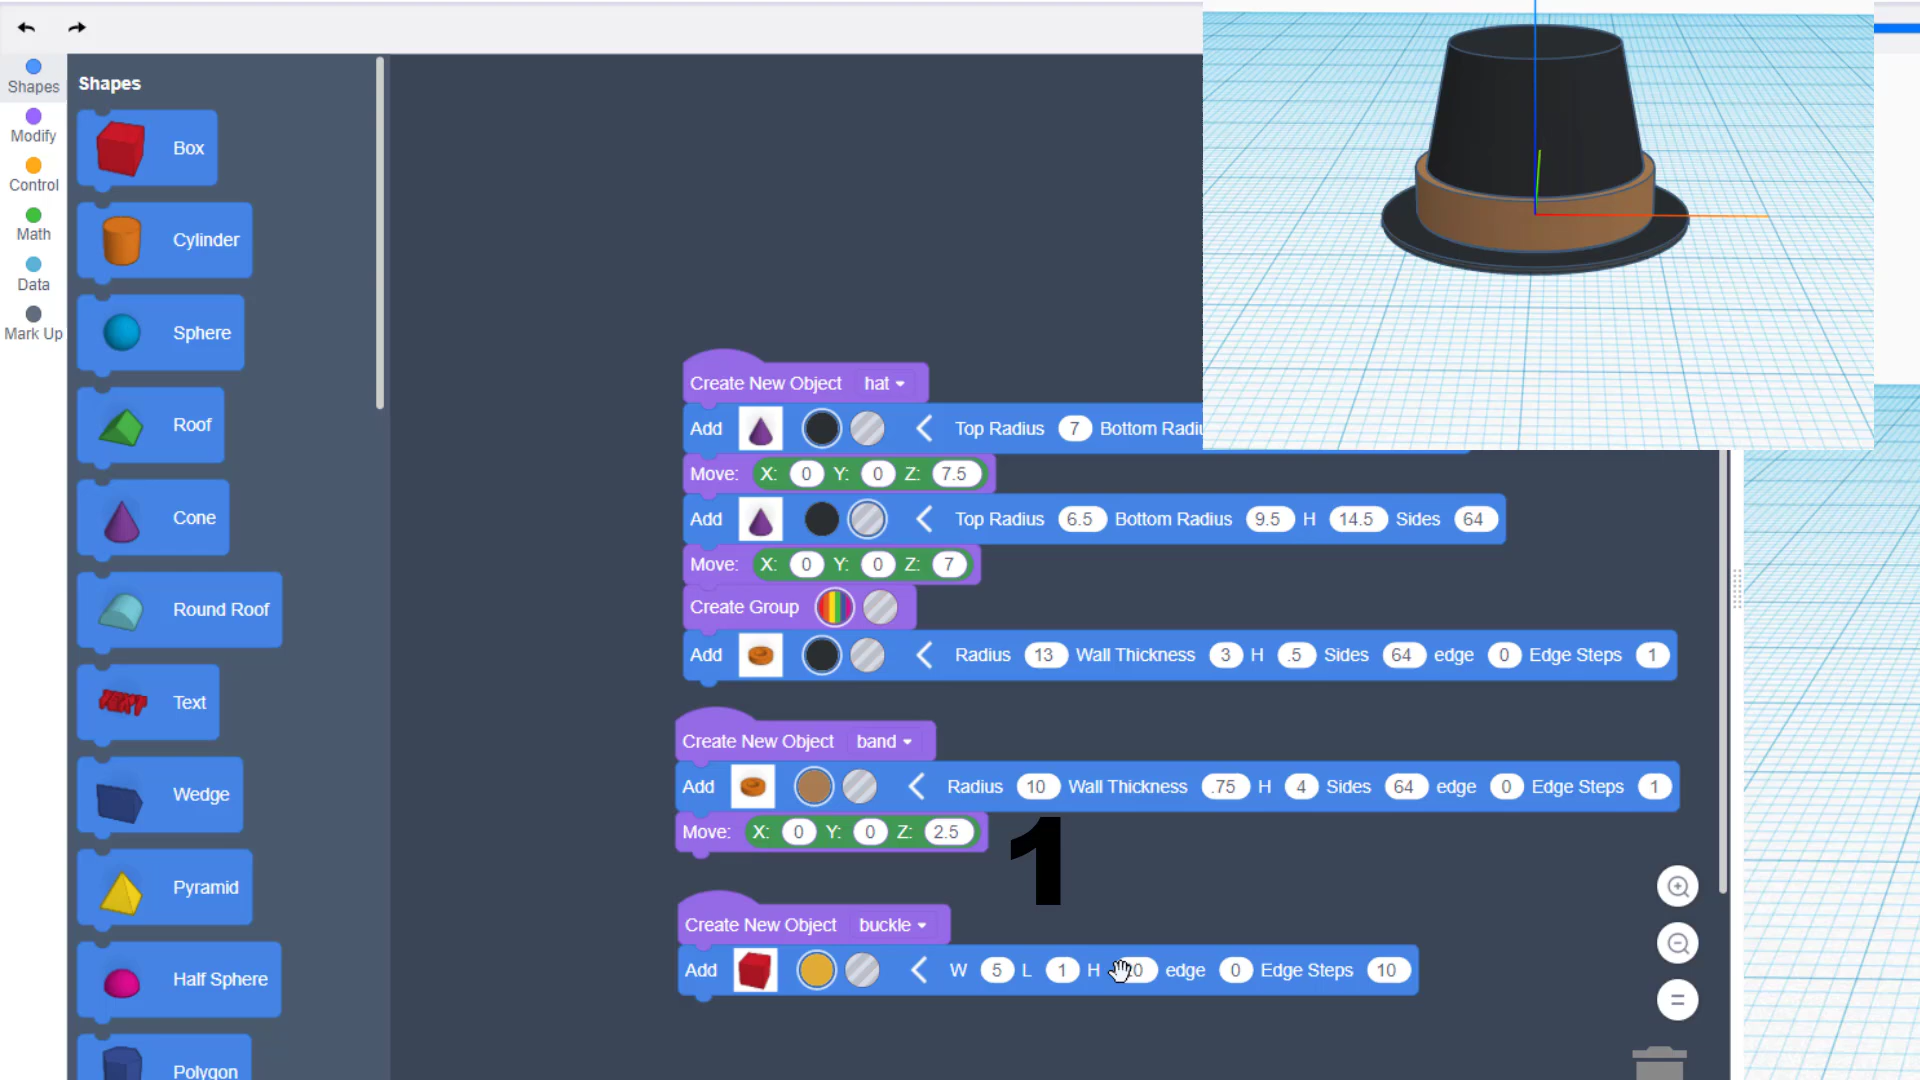 Shapes
Modify
Control
Math
Data
Mark Up
Shapes
Box
Cylinder
Sphere
Roof
Cone
Round Roof
Text
Wedge
Pyramid
Half Sphere
Polygon
Create New Object hat
Add Top Radius 7 Bottom
Move: X: 0 Y: 0 Z: 7.5
Add Top Radius 6.5 Bottom Radius 9.5 H 14.5 Sides 64
Move: X: 0 Y: 0 Z: 7
Create Group
Add Radius 13 Wall Thickness 3 H .5 Sides 64 edge 0 Edge Steps 1
Create New Object band
Add Radius 10 Wall Thickness .75 H 4 Sides 64 edge 0 Edge Steps 1
Move: X: 0 Y: 0 Z: 2.5
1
Create New Object buckle
Add W 5 L 1 H edge 0 Edge Steps 10